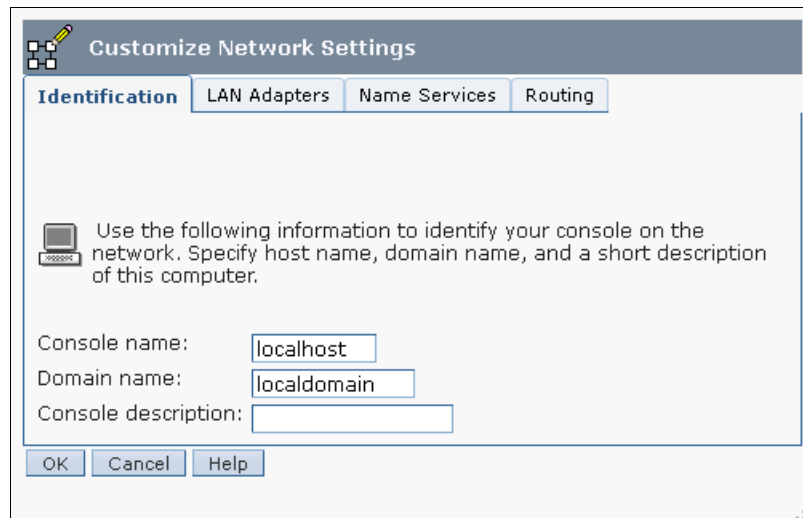 Customize Network Settings
Identification LAN Adapters Name Services Routing
Use the following information to identify your console on the
network. Specify host name, domain name, and a short description
of this computer.
Console name: localhost
Domain name: localdomain
Console description:
OK Cancel Help